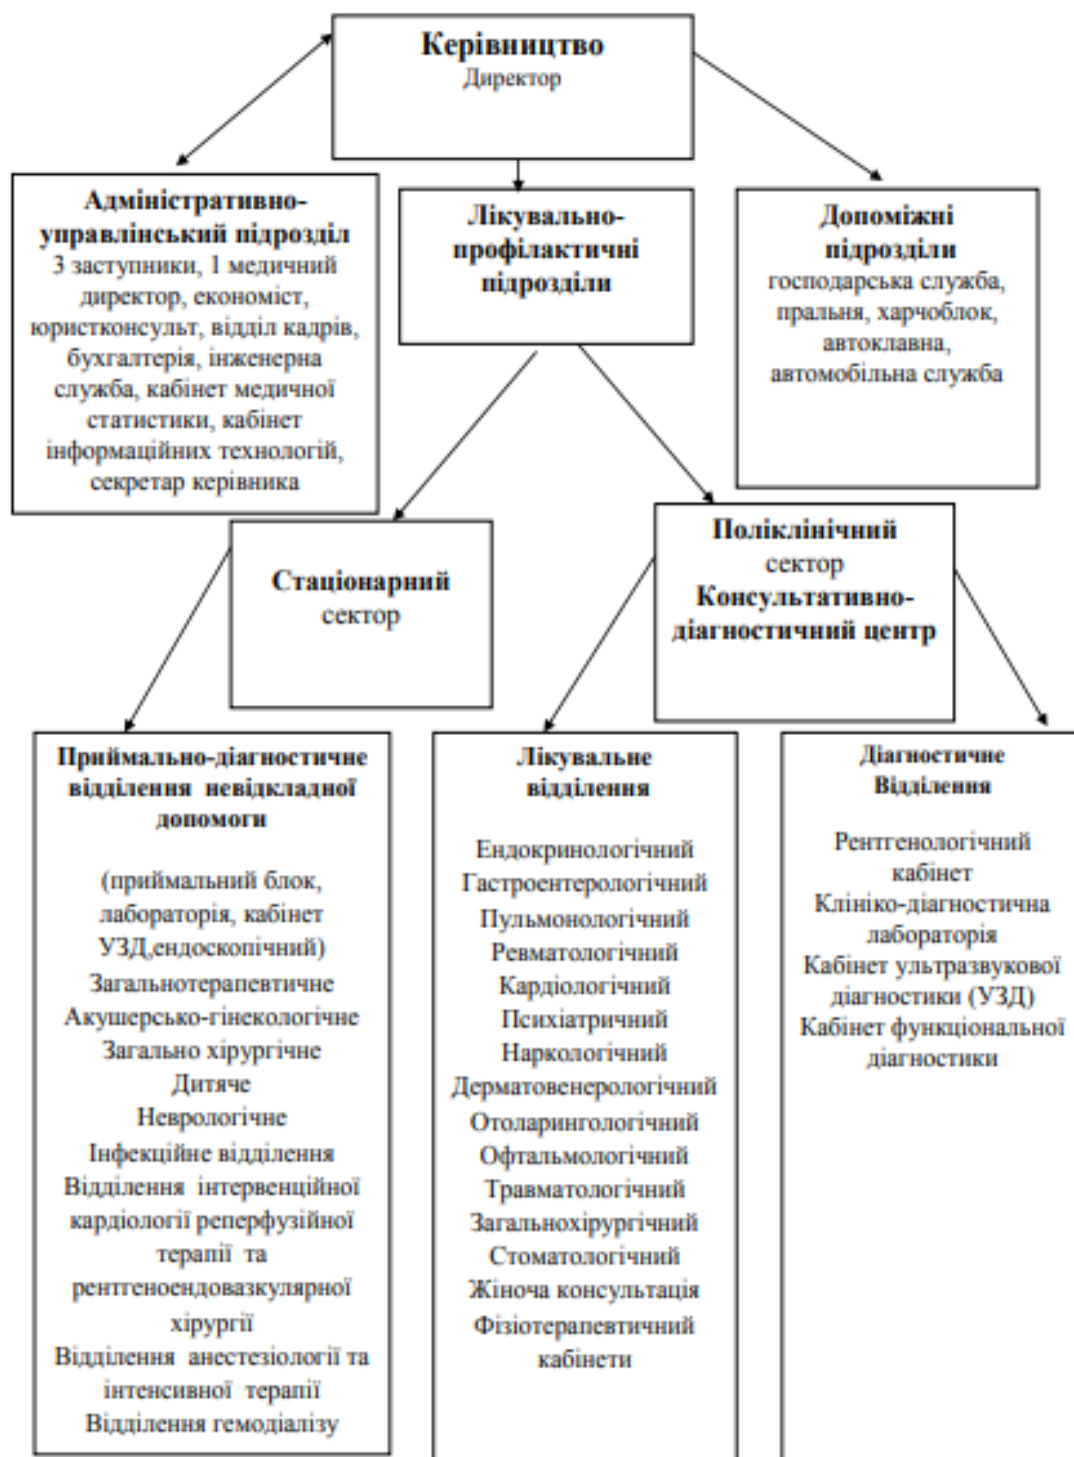 Керівництво
Директор
Адміністративно-
управлінський підрозділ
3 заступники, 1 медичний
директор, економіст,
юристконсульт, відділ кадрів,
бухгалтерія, інженерна
служба, кабінет медичної
статистики, кабінет
інформаційних технологій,
секретар керівника
Лікувально-
профілактичні
підрозділи
Допоміжні
підрозділи
господарська служба,
пральня, харчоблок,
автоклавна,
автомобільна служба
Стаціонарний
сектор
Поліклінічний
сектор
Консультативно-
діагностичний центр
Приймально-діагностичне
відділення невідкладної
допомоги
(приймальний блок,
лабораторія, кабінет
УЗД,ендоскопічний)
Загальнотерапевтичне
Акушерсько-гінекологічне
Загально хірургічне
Дитяче
Неврологічне
Інфекційне відділення
Відділення інтервенційної
кардіології реперфузійної
терапії та
рентгеноендовазкулярної
хірургії
Відділення анестезіології та
інтенсивної терапії
Відділення гемодіалізу
Лікувальне
відділення
Ендокринологічний
Гастроентерологічний
Пульмонологічний
Ревматологічний
Кардіологічний
Психіатричний
Наркологічний
Дерматовенерологічний
Отоларингологічний
Офтальмологічний
Травматологічний
Загальнохірургічний
Стоматологічний
Жіноча консультація
Фізіотерапевтичний
кабінети
Діагностичне
Відділення
Рентгенологічний
кабінет
Клініко-діагностична
лабораторія
Кабінет ультразвукової
діагностики (УЗД)
Кабінет функціональної
діагностики